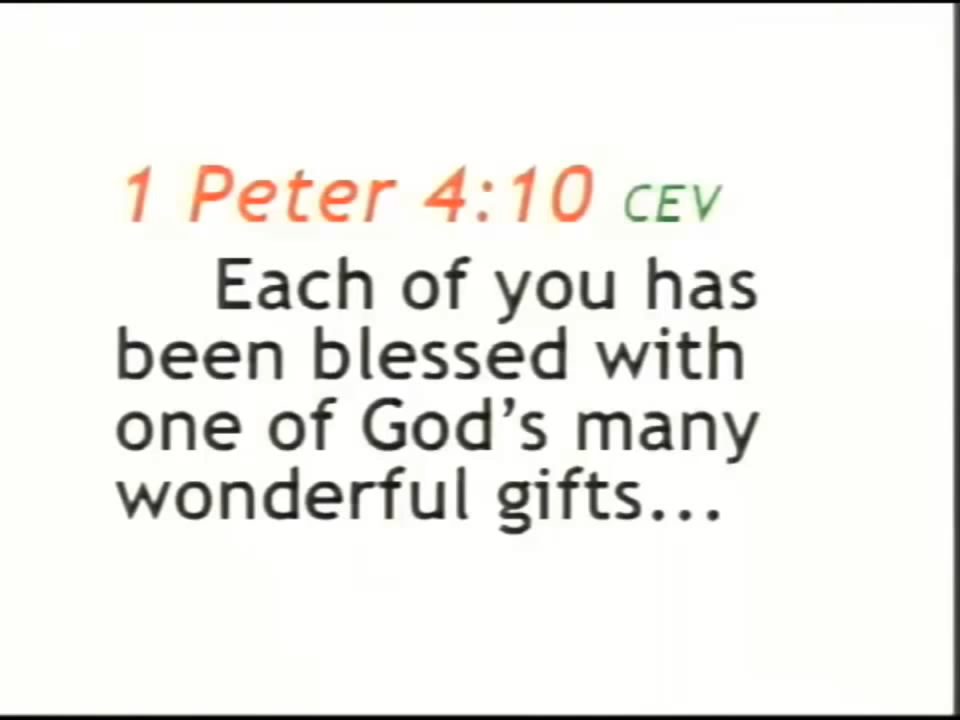 1 Peter 4:10 CEV
Each of you has
been blessed with
one of God’s many
wonderful gifts...